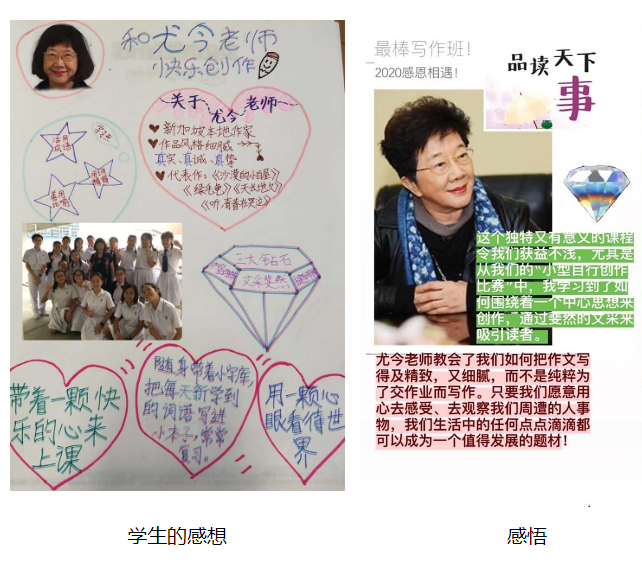 和尤今老师
快乐创作
关于尤今老师
新加坡本地作家
作品风格细腻
真实、真诚、真挚
代表作：《沙漠的小白屋》
《绿毛龟》《天长地久》
《听，青春在哭泣》
三大钻石
文采斐然
带着一颗快
乐的心来
上课
随身带着小字库，
把每天新学到
的词语写进
小本子，常常
复习。
用一颗心
眼看待世
界
学生的感想
最棒写作班！
2020感恩相遇！
品读天下
事
这个独特又有意义的课程
令我们获益不浅，尤其是
从我们的“小型自行创作
比赛”中，我学习到了如
何围绕着一个中心思想来
创作，通过斐然的文采来
吸引读者。
尤今老师教会了我们如何把作文写
得及精致，又细腻，而不是纯粹为
了交作业而写作。只要我们愿意用
心去感受、去观察我们周遭的人事
物，我们生活中的任何点点滴滴都
可以成为一个值得发展的题材！
感悟